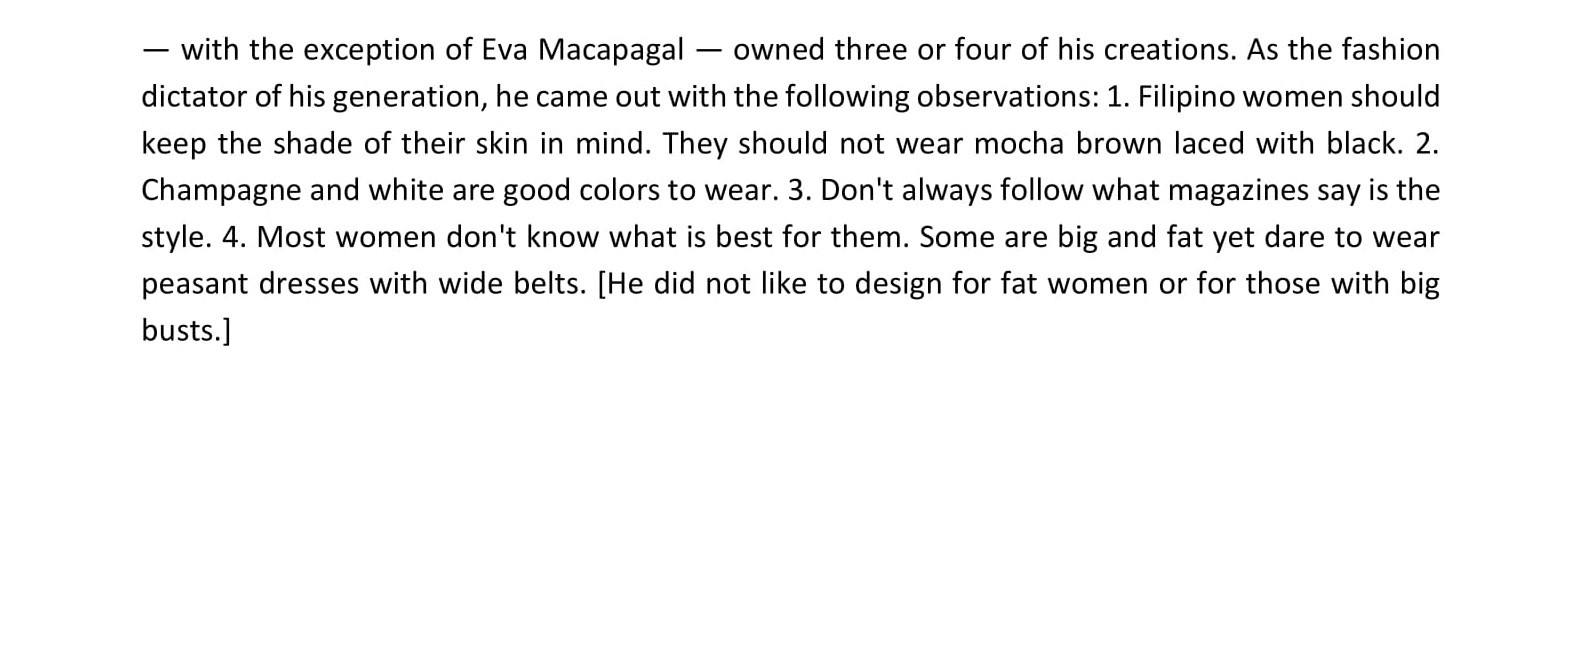 — with the exception of Eva Macapagal — owned three or four of his creations. As the fashion
dictator of his generation, he came out with the following observations: 1. Filipino women should
keep the shade of their skin in mind. They should not wear mocha brown laced with black. 2.
Champagne and white are good colors to wear. 3. Don't always follow what magazines say is the
style. 4. Most women don't know what is best for them. Some are big and fat yet dare to wear
peasant dresses with wide belts. [He did not like to design for fat women or for those with big
busts.]